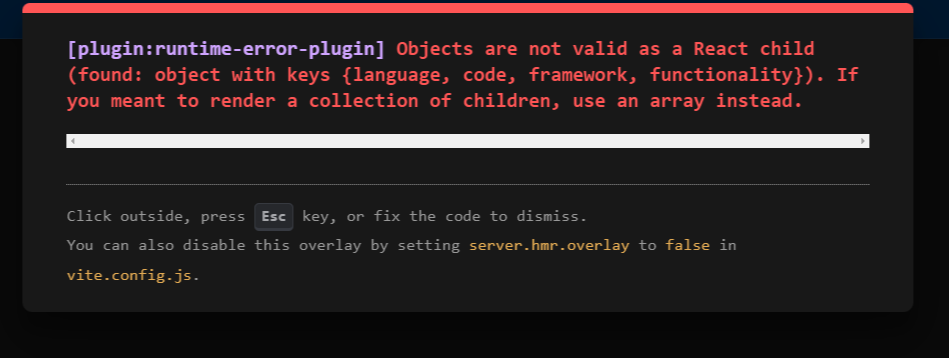 [plugin:runtime-error-plugin] Objects are not valid as a React child
(found: object with keys {language, code, framework, functionality}). If
you meant to render a collection of children, use an array instead.
Click outside, press Esc key, or fix the code to dismiss.
You can also disable this overlay by setting server.hmr.overlay to false in
vite.config.js.